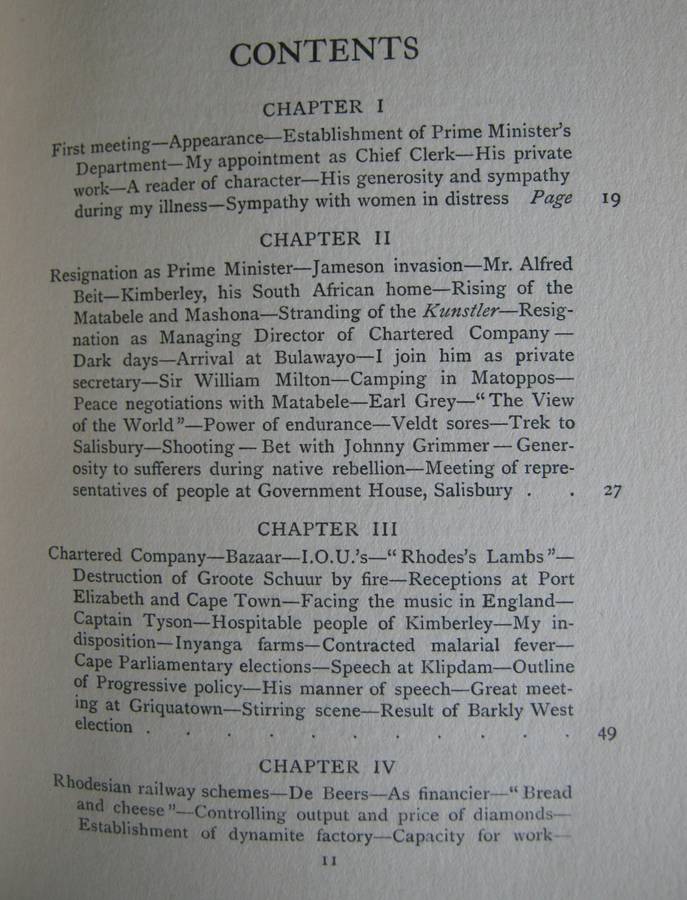 CONTENTS
CHAPTER I
First meeting—Appearance—Establishment of Prime Minister's
Department—My appointment as Chief Clerk—His private
work—A reader of character—His generosity and sympathy
during my illness—Sympathy with women in distress Page 19
CHAPTER II
Resignation as Prime Minister—Jameson invasion—Mr. Alfred
Beit—Kimberley, his South African home—Rising of the
Matabele and Mashona—Stranding of the Kunstler—Resig-
nation as Managing Director of Chartered Company—
Dark days—Arrival at Bulawayo—I join him as private
secretary—Sir William Milton—Camping in Matoppos—
Peace negotiations with Matabele—Earl Grey—"The View
of the World"—Power of endurance—Veldt sores—Trek to
Salisbury—Shooting—Bet with Johnny Grimmer—Gener-
osity to sufferers during native rebellion—Meeting of repre-
sentatives of people at Government House, Salisbury . . 27
CHAPTER III
Chartered Company—Bazaar—I.O.U.'s—"Rhodes's Lambs"—
Destruction of Groote Schuur by fire—Receptions at Port
Elizabeth and Cape Town—Facing the music in England—
Captain Tyson—Hospitable people of Kimberley—My in-
disposition—Inyanga farms—Contracted malarial fever—
Cape Parliamentary elections—Speech at Klipdam—Outline
of Progressive policy—His manner of speech—Great meet-
ing at Griquatown—Stirring scene—Result of Barkly West
election . . . . . . . . . . . 49
CHAPTER IV
Rhodesian railway schemes—De Beers—As financier—"Bread
and cheese"—Controlling output and price of diamonds—
Establishment of dynamite factory—Capacity for work—
11